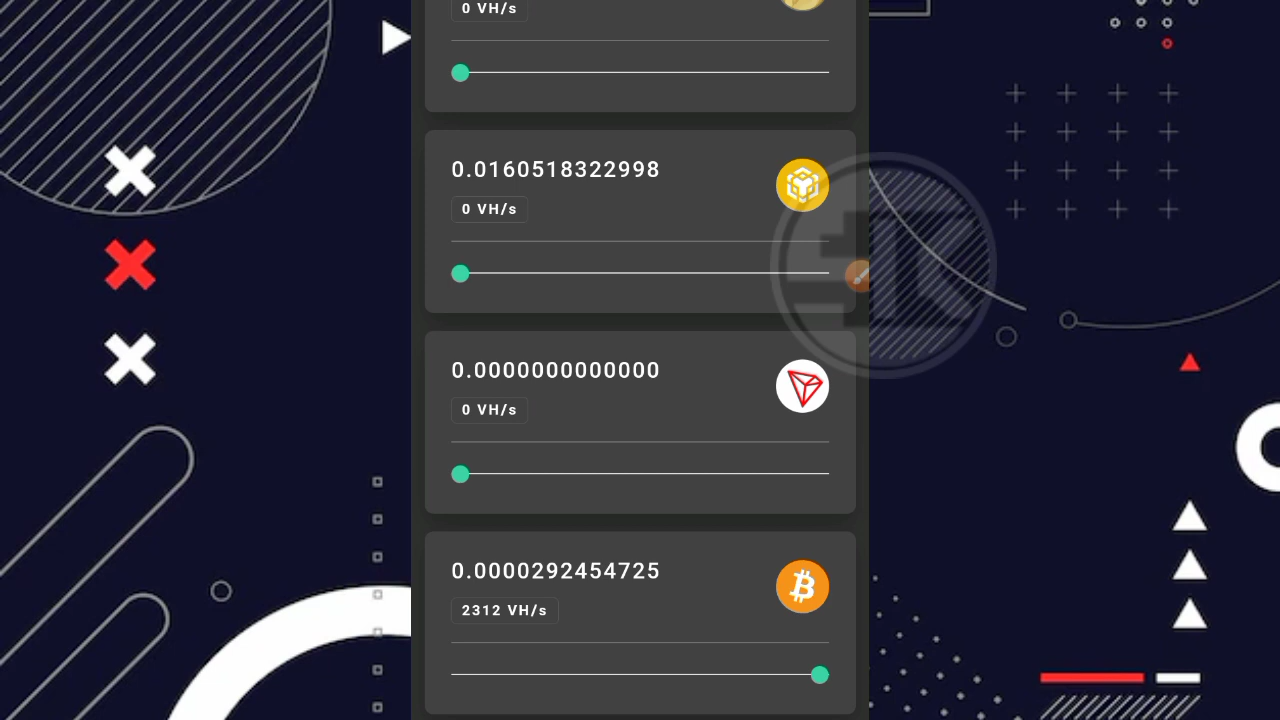 0 VH/s
0.0160518322998
0 VH/s
0.0000000000000
0 VH/s
0.0000292454725
2312 VH/s